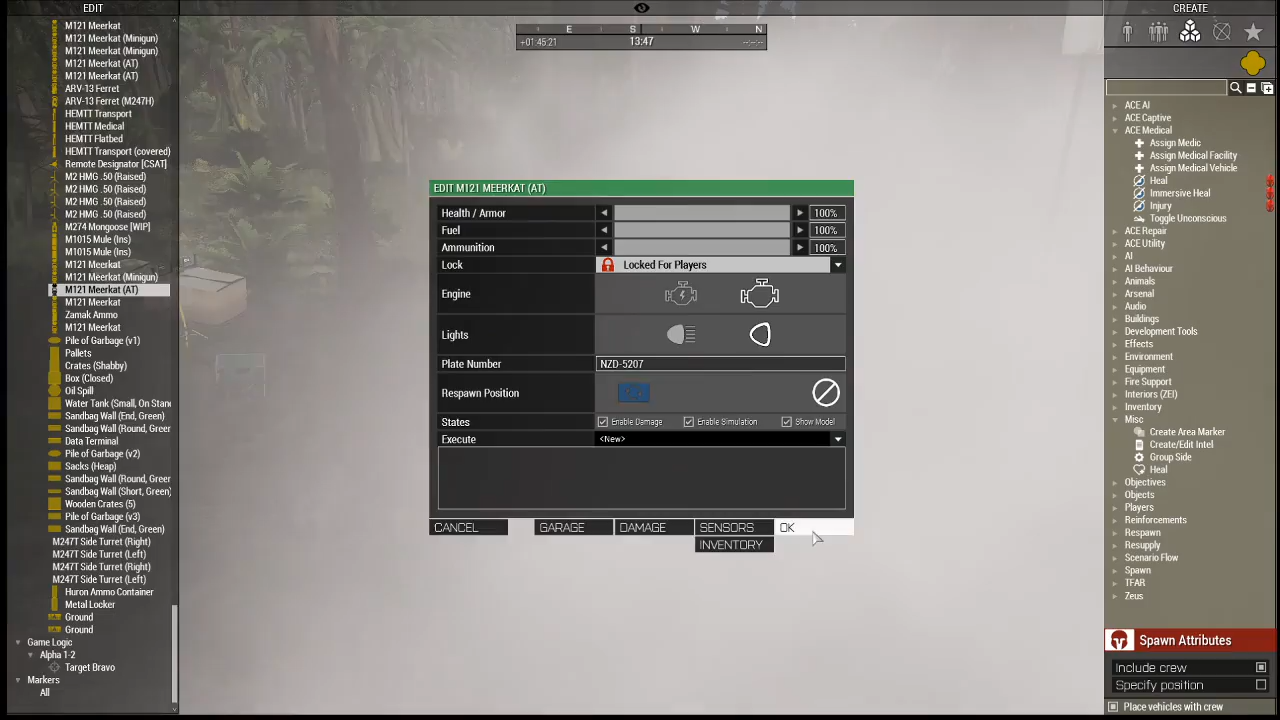 EDIT
M121 Meerkat
M121 Meerkat (Minigun)
M121 Meerkat (Minigun)
M121 Meerkat (AT)
M121 Meerkat (AT)
ARV-13 Ferret
ARV-13 Ferret (M247H)
HEMTT Transport
HEMTT Medical
HEMTT Flatbed
HEMTT Transport (covered)
Remote Designator [CSAT]
M2 HMG .50 (Raised)
M2 HMG .50 (Raised)
M2 HMG .50 (Raised)
M2 HMG .50 (Raised)
M274 Mongoose [WIP]
M1015 Mule (Ins)
M1015 Mule (Ins)
M121 Meerkat
M121 Meerkat (Minigun)
M121 Meerkat (AT)
M121 Meerkat
Zamak Ammo
M121 Meerkat
Pile of Garbage (v1)
Pallets
Crates (Shabby)
Box (Closed)
Oil Spill
Water Tank (Small, On Stand
Sandbag Wall (End, Green)
Sandbag Wall (Round, Green
Data Terminal
Pile of Garbage (v2)
Sacks (Heap)
Sandbag Wall (Round, Green
Sandbag Wall (Short, Green)
Wooden Crates (5)
Pile of Garbage (v3)
Sandbag Wall (End, Green)
M247T Side Turret (Right)
M247T Side Turret (Left)
M247T Side Turret (Right)
M247T Side Turret (Left)
Huron Ammo Container
Metal Locker
Ground
Ground
Game Logic
Alpha 1-2
Target Bravo
Markers
All
E S W N
+01:45:21 13:47 --:--
EDIT M121 MEERKAT (AT)
Health / Armor 100%
Fuel 100%
Ammunition 100%
Lock Locked For Players
Engine
Lights
Plate Number NZD-5207
Respawn Position
States Enable Damage Enable Simulation Show Model
Execute <New>
CANCEL GARAGE DAMAGE SENSORS OK
INVENTORY
CREATE
ACE AI
ACE Captive
ACE Medical
Assign Medic
Assign Medical Facility
Assign Medical Vehicle
Heal
Immersive Heal
Injury
Toggle Unconscious
ACE Repair
ACE Utility
AI
AI Behaviour
Animals
Arsenal
Audio
Buildings
Development Tools
Effects
Environment
Equipment
Fire Support
Interiors (ZEI)
Inventory
Misc
Create Area Marker
Create/Edit Intel
Group Side
Heal
Objectives
Objects
Players
Reinforcements
Respawn
Resupply
Scenario Flow
Spawn
TFAR
Zeus
Spawn Attributes
Include crew
Specify position
Place vehicles with crew